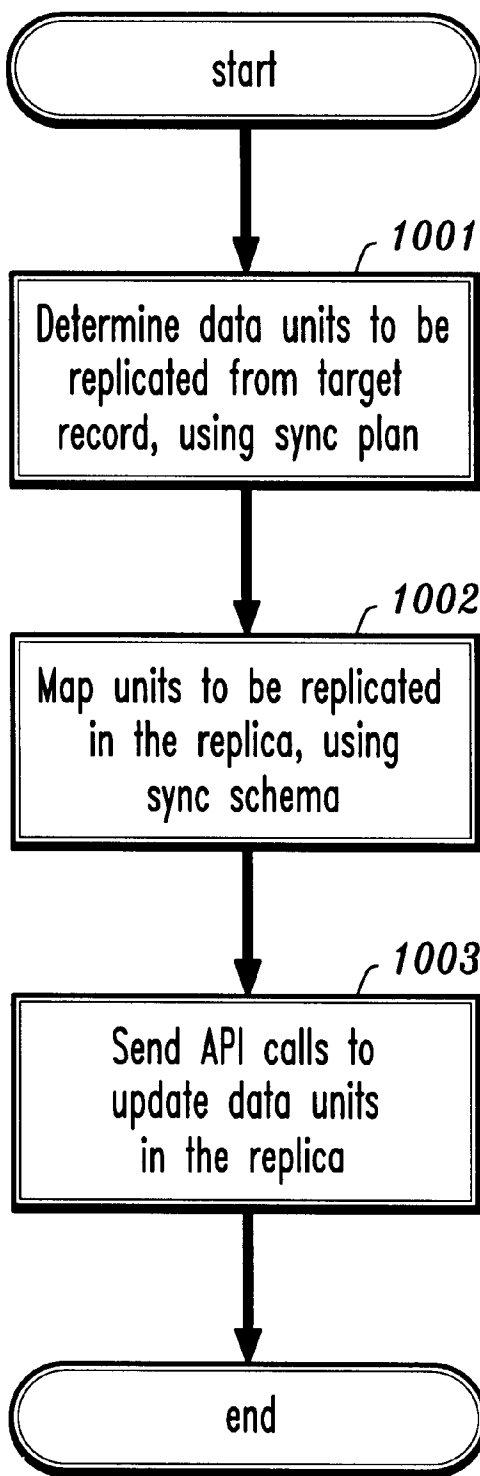 start
1001
Determine data units to be
replicated from target
record, using sync plan
1002
Map units to be replicated
in the replica, using
sync schema
1003
Send API calls to
update data units
in the replica
end